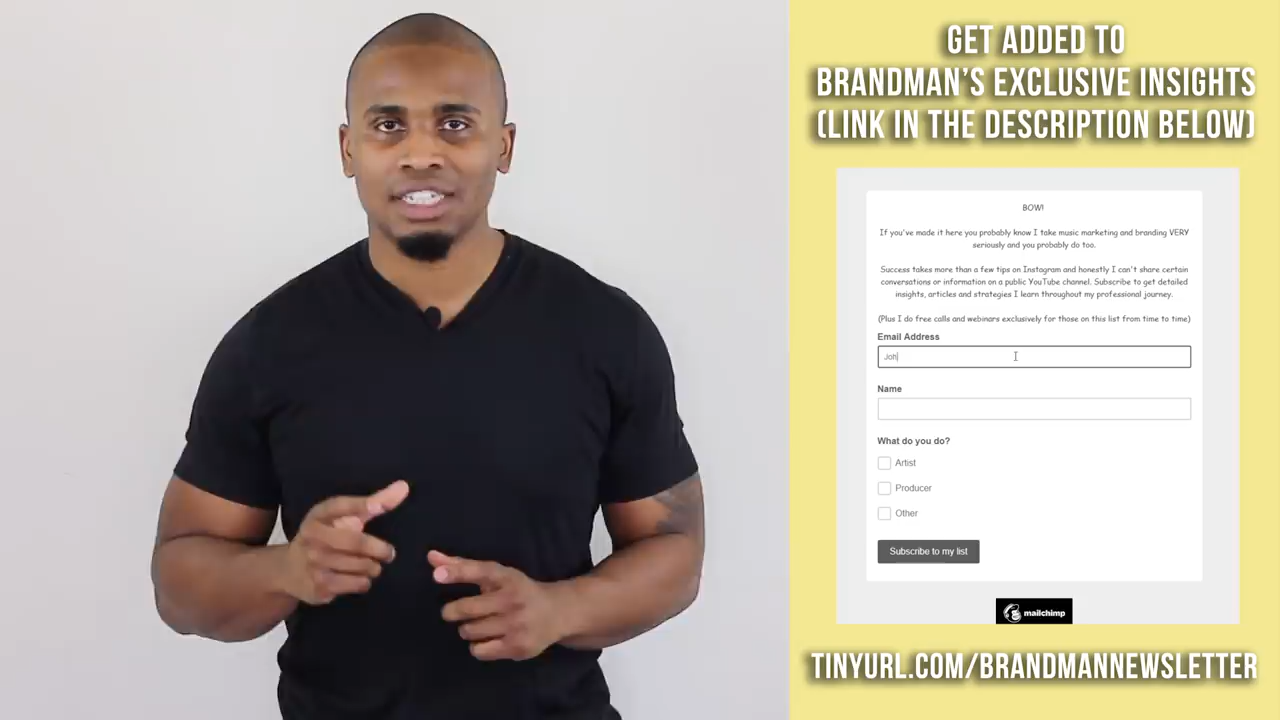 GET ADDED TO
BRANDMAN'S EXCLUSIVE INSIGHTS
(LINK IN THE DESCRIPTION BELOW)
BOW!
If you've made it here you probably know I take music marketing and branding VERY
seriously and you probably do too.
Success takes more than a few tips on Instagram and honestly I can't share certain
conversations or information on a public YouTube channel. Subscribe to get detailed
insights, articles and strategies I learn throughout my professional journey.
(Plus I do free calls and webinars exclusively for those on this list from time to time)
Email Address
Joh
Name
What do you do?
Artist
Producer
Other
Subscribe to my list
mailchimp
TINYURL.COM/BRANDMANNEWSLETTER